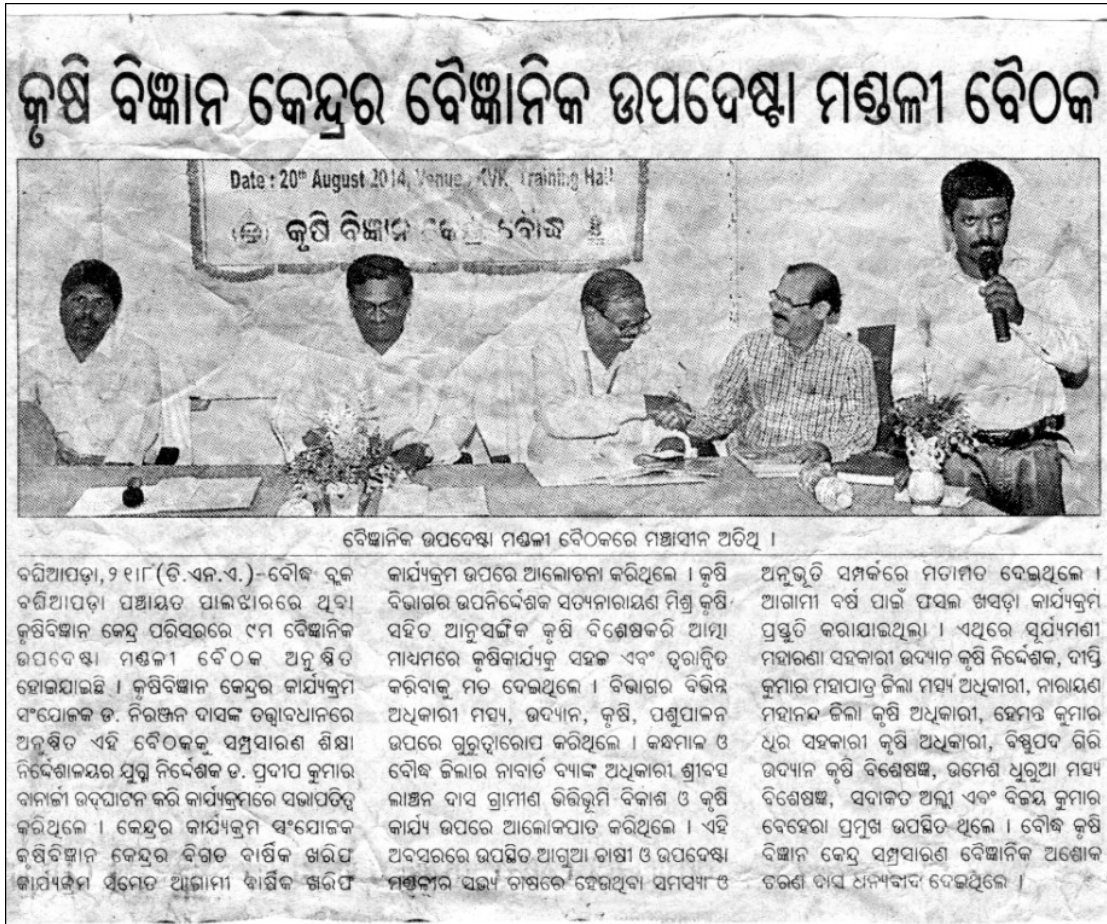 କୃଷି ବିଜ୍ଞାନ କେନ୍ଦ୍ରର ବୈଜ୍ଞାନିକ ଉପଦେଷ୍ଟା ମଣ୍ଡଳୀ ବୈଠକ
Date : 20th August 2014, Venue : KVK, Training Hall
କୃଷି ବିଜ୍ଞାନ କେନ୍ଦ୍ର, ବୌଦ୍ଧ
ବୈଜ୍ଞାନିକ ଉପଦେଷ୍ଟା ମଣ୍ଡଳୀ ବୈଠକରେ ମଞ୍ଚାସୀନ ଅତିଥି ।
ବଘିଆପଡ଼ା,୨୧।୮(ଡି.ଏନ.ଏ.)-ବୌଦ୍ଧ ବ୍ଲକ
ବଘିଆପଡ଼ା ପଞ୍ଚାୟତ ପାଲଝାରରେ ଥିବା
କୃଷିବିଜ୍ଞାନ କେନ୍ଦ୍ର ପରିସରରେ ୯ମ ବୈଜ୍ଞାନିକ
ଉପଦେଷ୍ଟା ମଣ୍ଡଳୀ ବୈଠକ ଅନୁଷ୍ଠିତ
ହୋଇଯାଇଛି । କୃଷିବିଜ୍ଞାନ କେନ୍ଦ୍ରର କାର୍ଯ୍ୟକ୍ରମ
ସଂଯୋଜକ ଡ. ନିରଞ୍ଜନ ଦାସଙ୍କ ତତ୍ତ୍ଵାବଧାନରେ
ଅନୁଷ୍ଠିତ ଏହି ବୈଠକକୁ ସମ୍ପ୍ରସାରଣ ଶିକ୍ଷା
ନିର୍ଦ୍ଦେଶାଳୟର ଯୁଗ୍ମ ନିର୍ଦ୍ଦେଶକ ଡ. ପ୍ରଦୀପ କୁମାର
ବାନାର୍ଜୀ ଉଦ୍‌ଘାଟନ କରି କାର୍ଯ୍ୟକ୍ରମରେ ସଭାପତିତ୍ୱ
କରିଥିଲେ । କେନ୍ଦ୍ରର କାର୍ଯ୍ୟକ୍ରମ ସଂଯୋଜକ
କୃଷିବିଜ୍ଞାନ କେନ୍ଦ୍ରର ବିଗତ ବାର୍ଷିକ ଖରିଫ
କାର୍ଯ୍ୟକ୍ରମ ସମେତ ଆଗାମୀ ବାର୍ଷିକ ଖରିଫ
କାର୍ଯ୍ୟକ୍ରମ ଉପରେ ଆଲୋଚନା କରିଥିଲେ । କୃଷି
ବିଭାଗର ଉପନିର୍ଦ୍ଦେଶକ ସତ୍ୟନାରାୟଣ ମିଶ୍ର କୃଷି
ସହିତ ଆନୁସଙ୍ଗିକ କୃଷି ବିଶେଷକରି ଆତ୍ମା
ମାଧ୍ୟମରେ କୃଷିକାର୍ଯ୍ୟକୁ ସହଜ ଏବଂ ତ୍ୱରାନ୍ୱିତ
କରିବାକୁ ମତ ଦେଇଥିଲେ । ବିଭାଗର ବିଭିନ୍ନ
ଅଧିକାରୀ ମତ୍ସ୍ୟ, ଉଦ୍ୟାନ, କୃଷି, ପଶୁପାଳନ
ଉପରେ ଗୁରୁତ୍ୱାରୋପ କରିଥିଲେ । କନ୍ଧମାଳ ଓ
ବୌଦ୍ଧ ଜିଲାର ନାବାର୍ଡ ବ୍ୟାଙ୍କ ଅଧିକାରୀ ଶ୍ରୀବତ୍ସ
ଲାଞ୍ଛନ ଦାସ ଗ୍ରାମୀଣ ଭିତ୍ତିଭୂମି ବିକାଶ ଓ କୃଷି
କାର୍ଯ୍ୟ ଉପରେ ଆଲୋକପାତ କରିଥିଲେ । ଏହି
ଅବସରରେ ଉପସ୍ଥିତ ଆଗୁଆ ଚାଷୀ ଓ ଉପଦେଷ୍ଟା
ମଣ୍ଡଳୀର ସଭ୍ୟ ଚାଷରେ ହେଉଥିବା ସମସ୍ୟା ଓ
ଅନୁଭୂତି ସମ୍ପର୍କରେ ମତାମତ ଦେଇଥିଲେ ।
ଆଗାମୀ ବର୍ଷ ପାଇଁ ଫସଲ ଖସଡ଼ା କାର୍ଯ୍ୟକ୍ରମ
ପ୍ରସ୍ତୁତି କରାଯାଇଥିଲା । ଏଥିରେ ସୂର୍ଯ୍ୟମଣୀ
ମହାରଣା ସହକାରୀ ଉଦ୍ୟାନ କୃଷି ନିର୍ଦ୍ଦେଶକ, ଦୀପ୍ତି
କୁମାର ମହାପାତ୍ର ଜିଲା ମତ୍ସ୍ୟ ଅଧିକାରୀ, ନାରାୟଣ
ମହାନନ୍ଦ ଜିଲା କୃଷି ଅଧିକାରୀ, ହେମନ୍ତ କୁମାର
ଧିର ସହକାରୀ କୃଷି ଅଧିକାରୀ, ବିଷ୍ଣୁପଦ ଗିରି
ଉଦ୍ୟାନ କୃଷି ବିଶେଷଜ୍ଞ, ଉମେଶ ଧୁରୁଆ ମତ୍ସ୍ୟ
ବିଶେଷଜ୍ଞ, ସଦାକତ ଅଲ୍ଲୀ ଏବଂ ବିଜୟ କୁମାର
ବେହେରା ପ୍ରମୁଖ ଉପସ୍ଥିତ ଥିଲେ । ବୌଦ୍ଧ କୃଷି
ବିଜ୍ଞାନ କେନ୍ଦ୍ର ସମ୍ପ୍ରସାରଣ ବୈଜ୍ଞାନିକ ଅଶୋକ
ଚରଣ ଦାସ ଧନ୍ୟବାଦ ଦେଇଥିଲେ ।